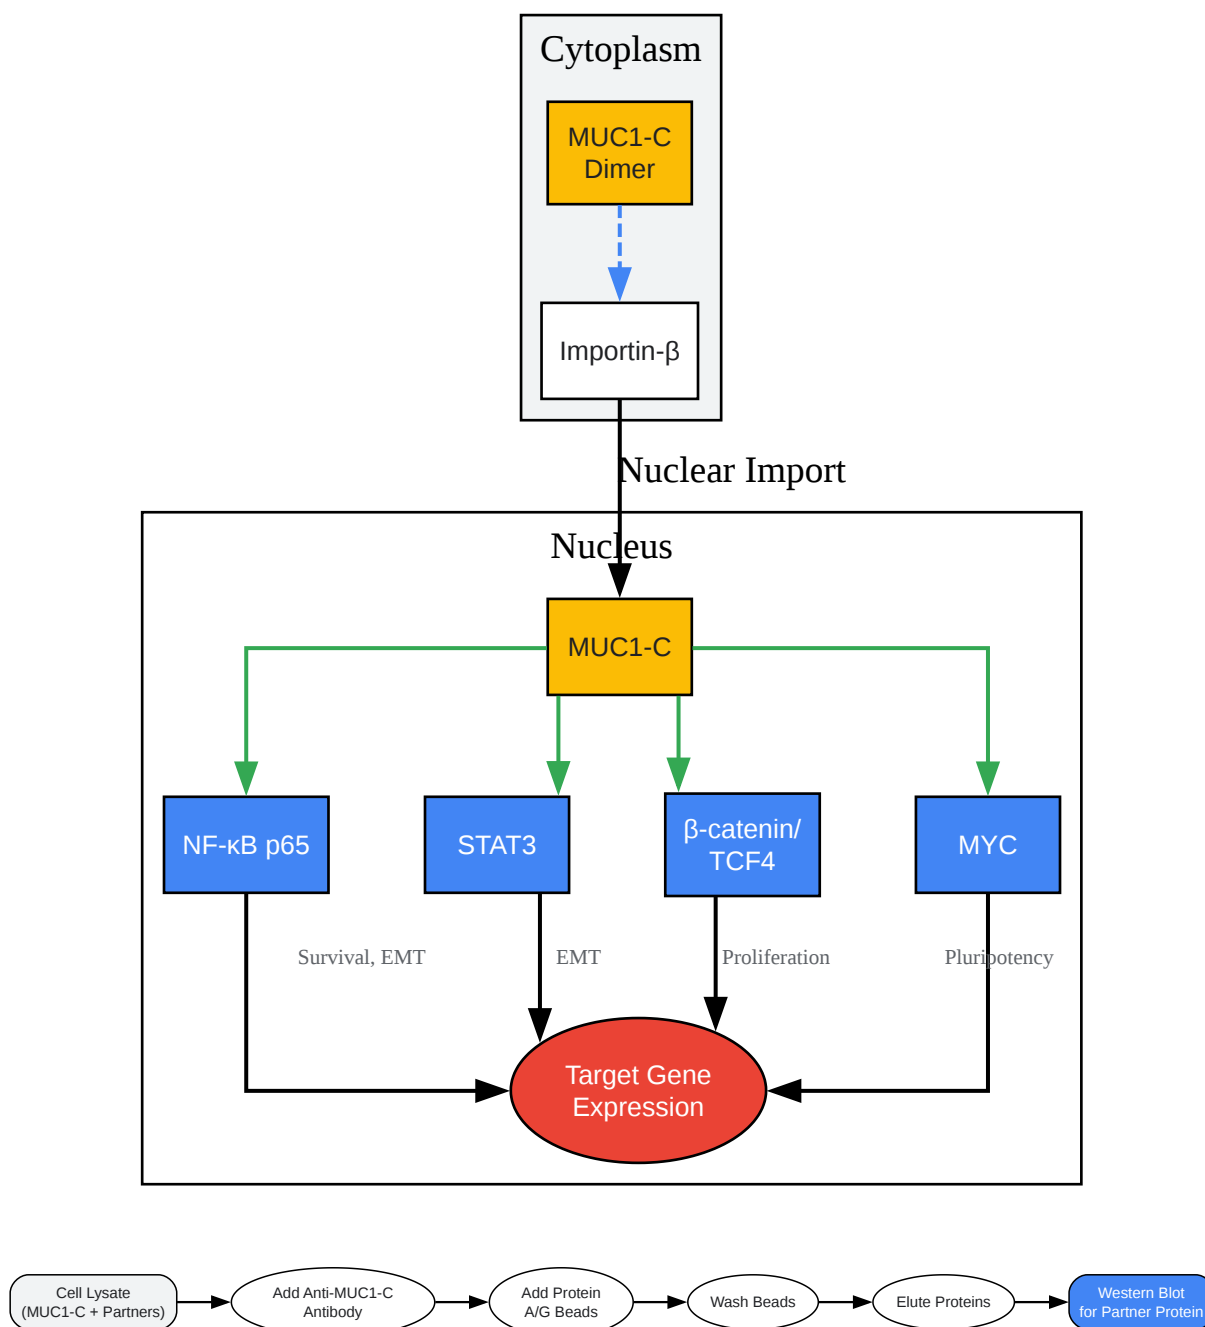 Cytoplasm
MUC1-C
Dimer
Importin-β
Nuclear Import
Nucleus
MUC1-C
NF-κB p65
STAT3
β-catenin/
TCF4
MYC
Survival, EMT
EMT
Proliferation
Pluripotency
Target Gene
Expression
Cell Lysate
(MUC1-C + Partners)
Add Anti-MUC1-C
Antibody
Add Protein
A/G Beads
Wash Beads
Elute Proteins
Western Blot
for Partner Protein